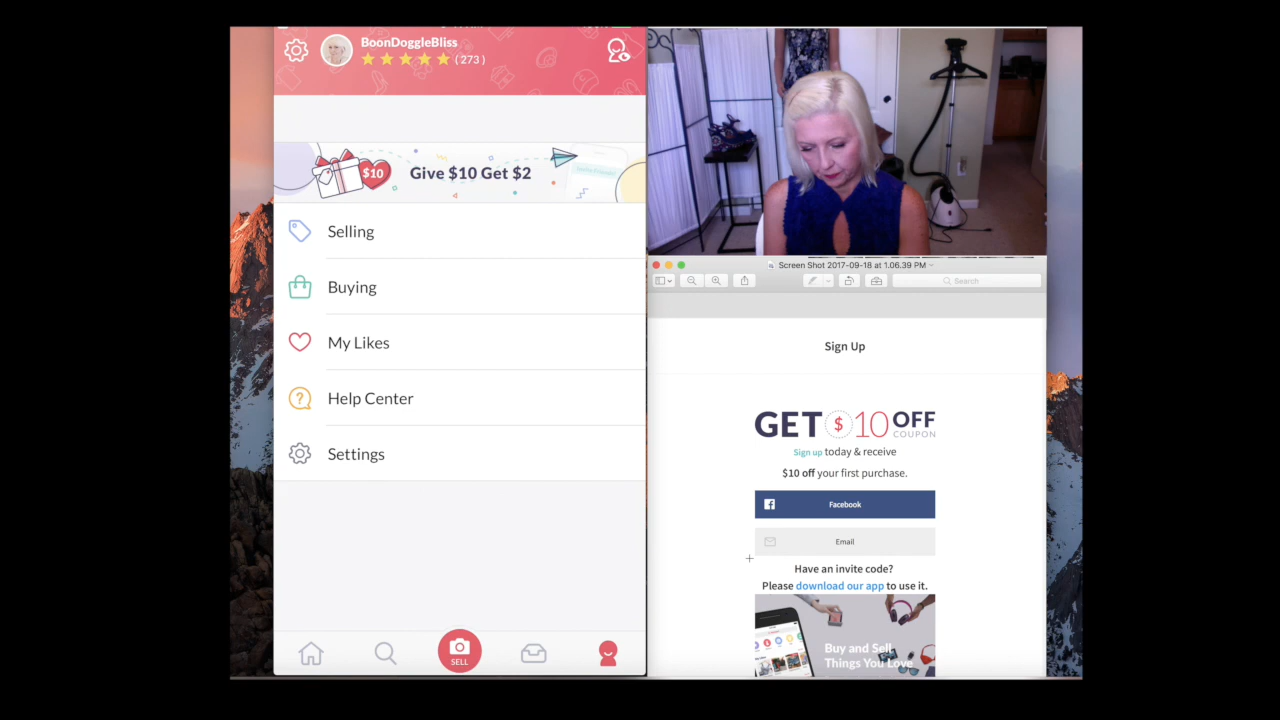 BoonDoggleBliss
(273)
$10
Give $10 Get $2
Selling
Buying
My Likes
Help Center
Settings
SELL
Screen Shot 2017-09-18 at 1.06.39 PM
Search
Sign Up
GET $ 10 OFF
COUPON
Sign up today & receive
$10 off your first purchase.
Facebook
Email
Have an invite code?
Please download our app to use it.
Buy and Sell
Things You Love